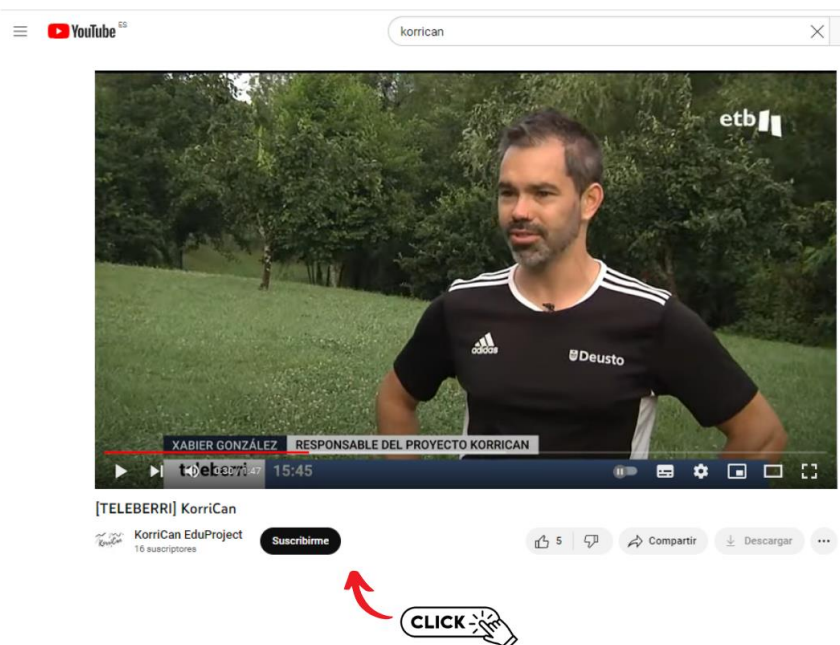 YouTube ES
korrican
etb
adidas
Deusto
XABIER GONZÁLEZ RESPONSABLE DEL PROYECTO KORRICAN
teleberri 15:45
[TELEBERRI] KorriCan
KorriCan EduProject
16 suscriptores
Suscribirme
5
Compartir
Descargar
CLICK